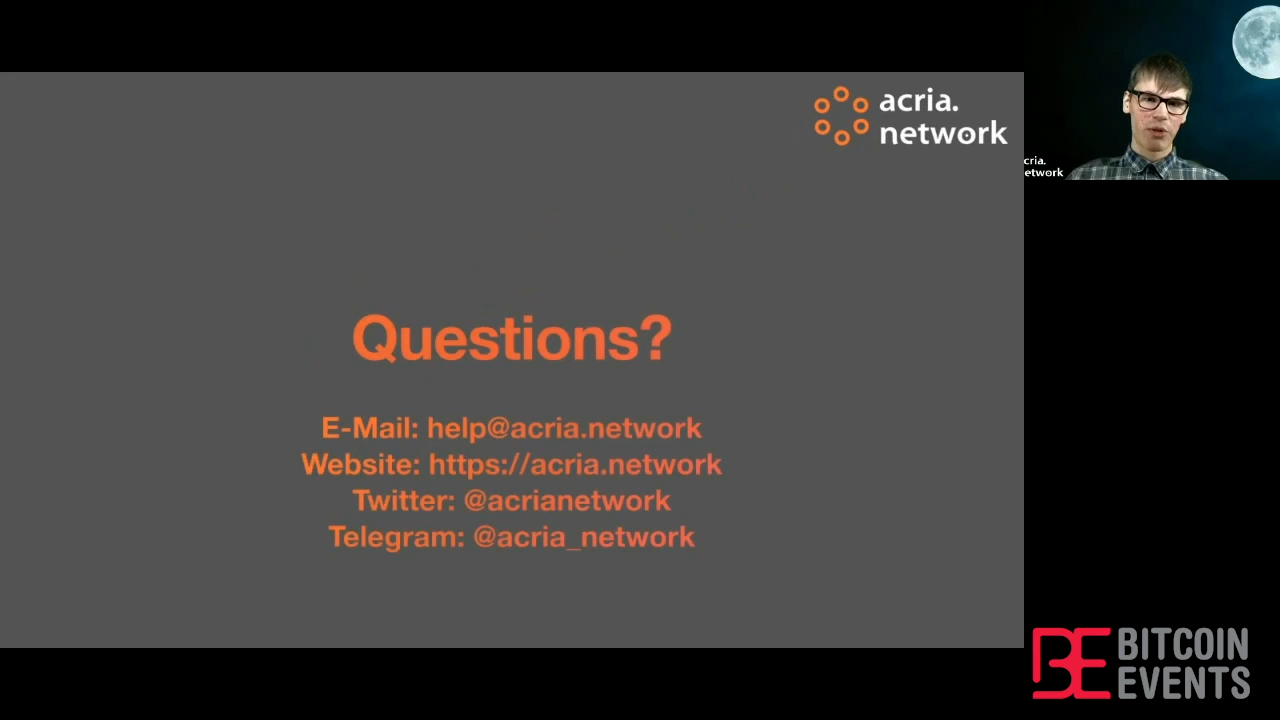 acria.
network
cria.
etwork
Questions?
E-Mail: help@acria.network
Website: https://acria.network
Twitter: @acrianetwork
Telegram: @acria_network
BE BITCOIN
EVENTS